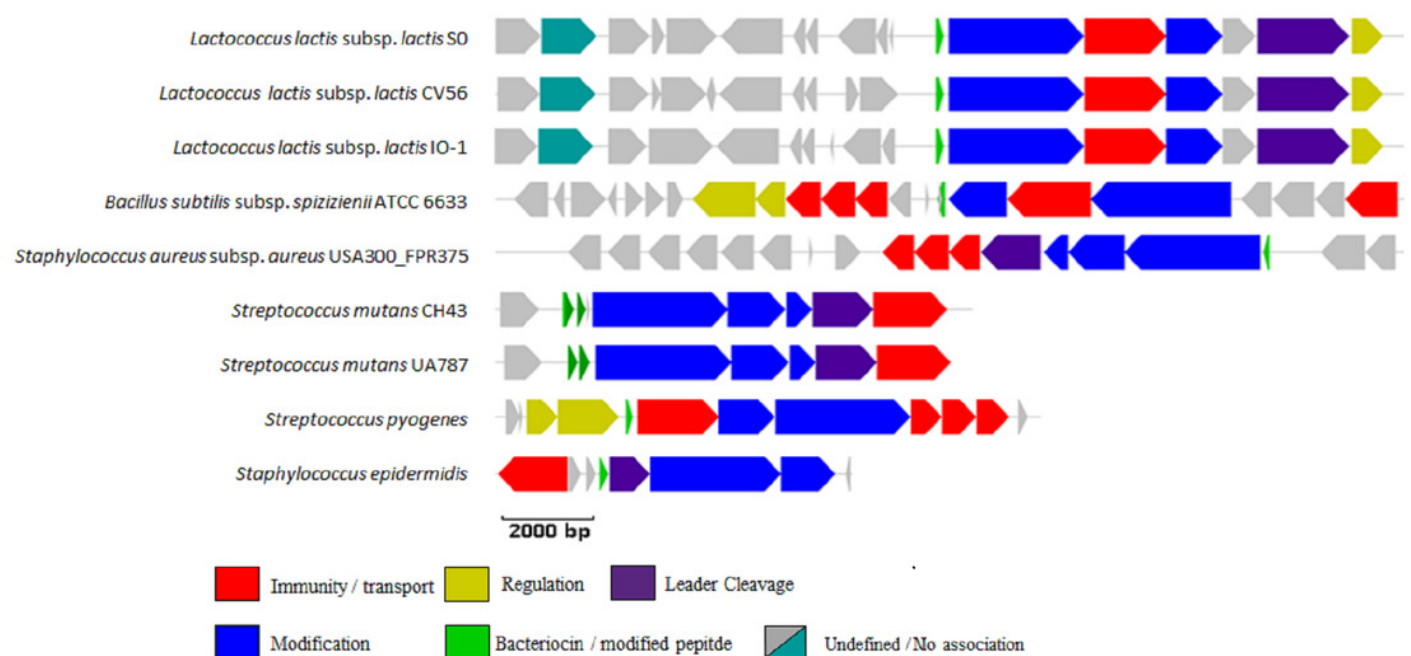 Lactococcus lactis subsp. lactis S0
Lactococcus lactis subsp. lactis CV56
Lactococcus lactis subsp. lactis IO-1
Bacillus subtilis subsp. spizizienii ATCC 6633
Staphylococcus aureus subsp. aureus USA300_FPR375
Streptococcus mutans CH43
Streptococcus mutans UA787
Streptococcus pyogenes
Staphylococcus epidermidis
2000 bp
Immunity / transport Regulation Leader Cleavage
Modification Bacteriocin / modified pepitde Undefined /No association